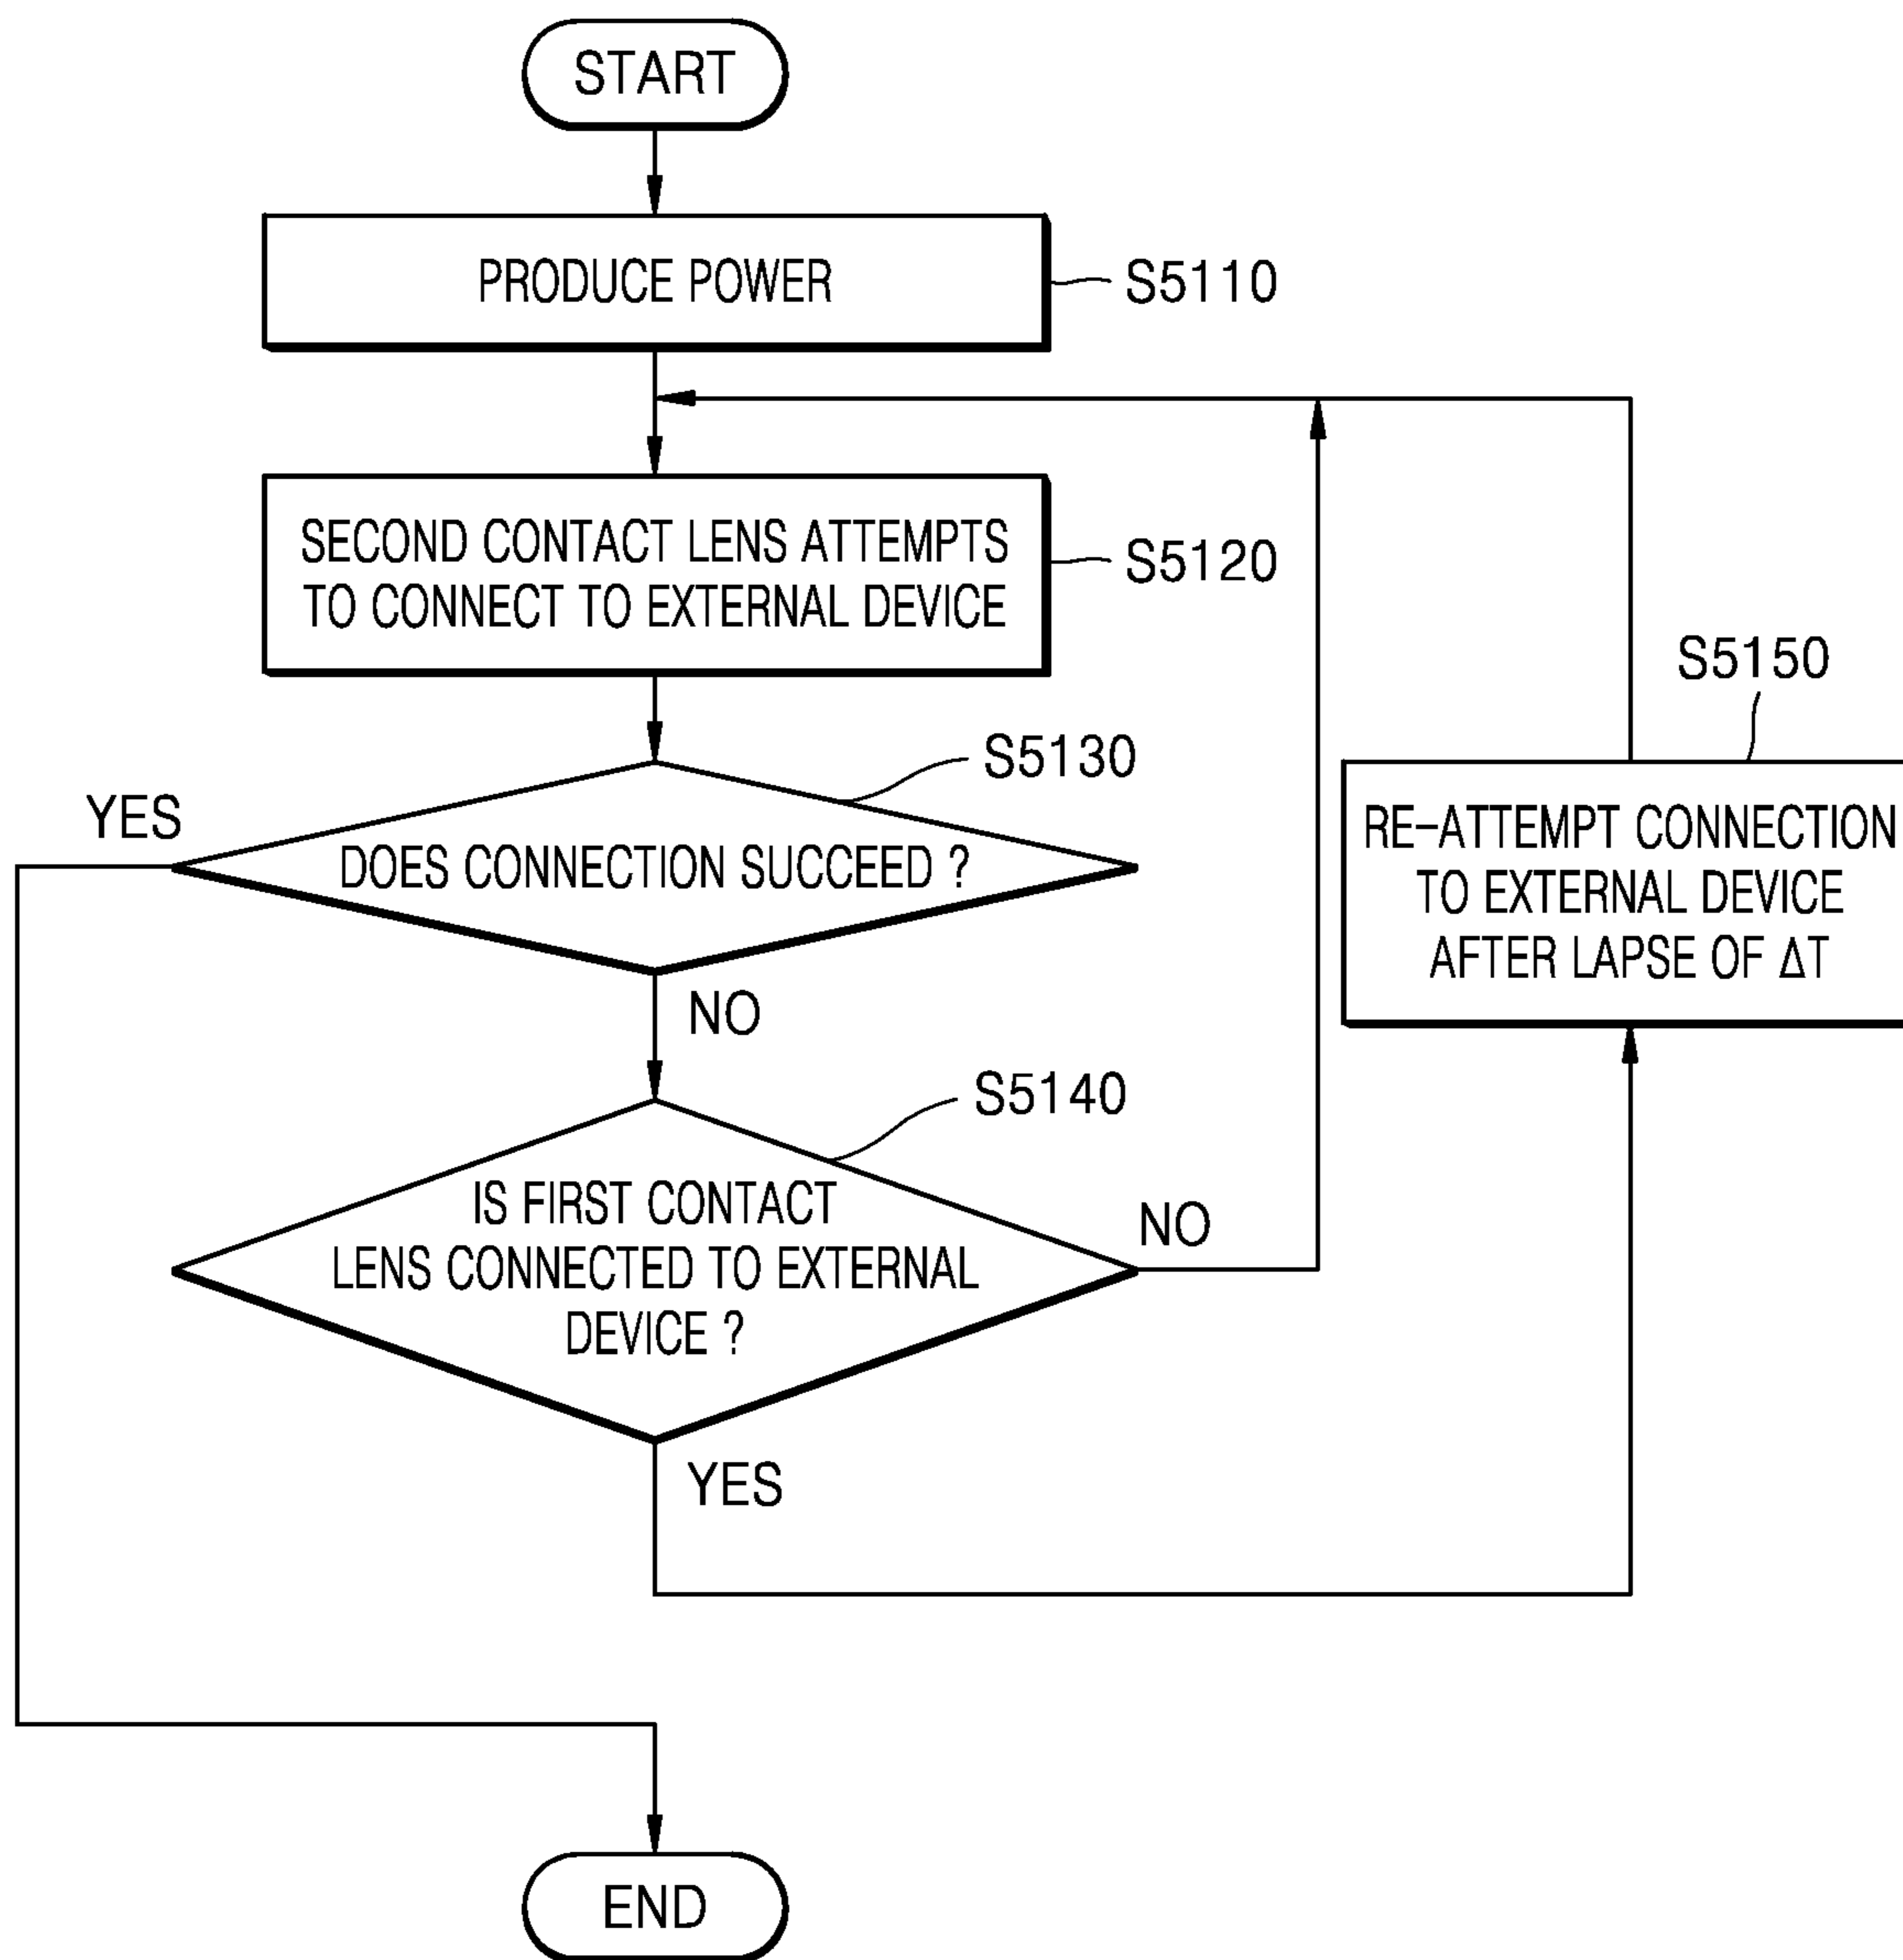 START
PRODUCE POWER
S5110
SECOND CONTACT LENS ATTEMPTS
TO CONNECT TO EXTERNAL DEVICE
S5120
S5130
YES
DOES CONNECTION SUCCEED ?
NO
S5140
IS FIRST CONTACT
LENS CONNECTED TO EXTERNAL
DEVICE ?
NO
YES
S5150
RE-ATTEMPT CONNECTION
TO EXTERNAL DEVICE
AFTER LAPSE OF ΔT
END